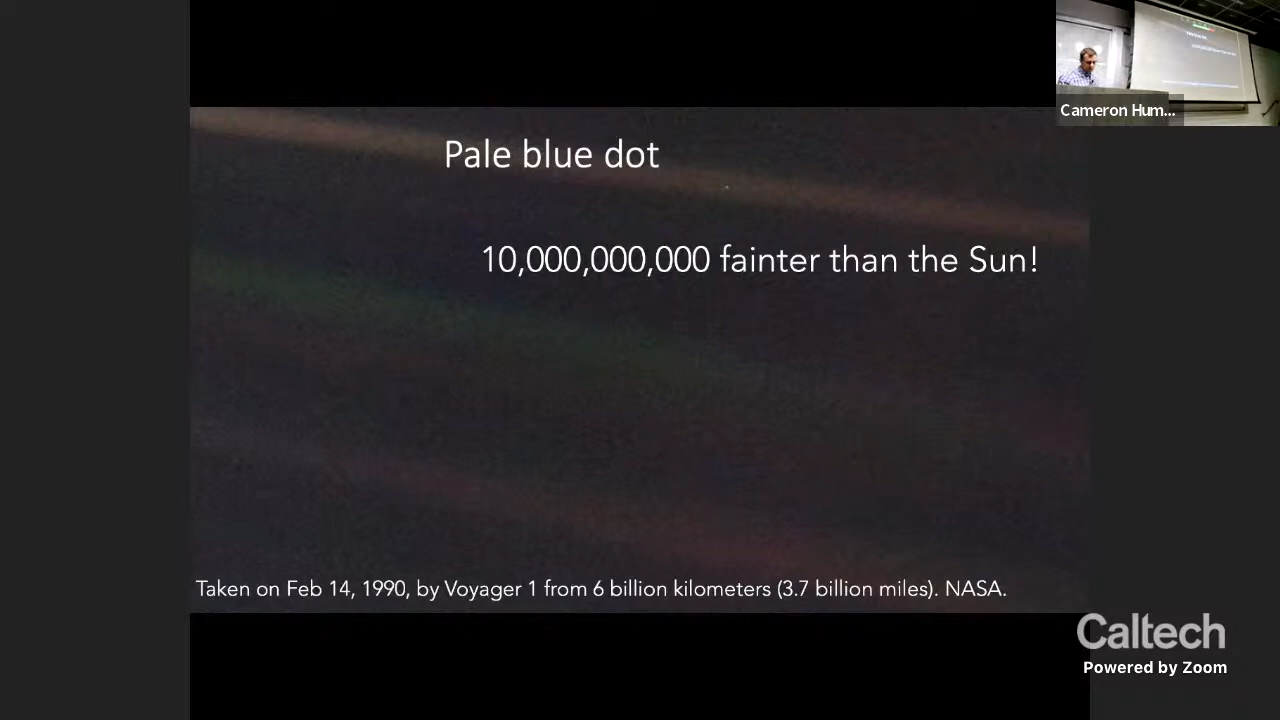 Pale blue dot
10,000,000,000 fainter than the Sun!
Taken on Feb 14, 1990, by Voyager 1 from 6 billion kilometers (3.7 billion miles). NASA.
Cameron Hum...
Caltech
Powered by Zoom